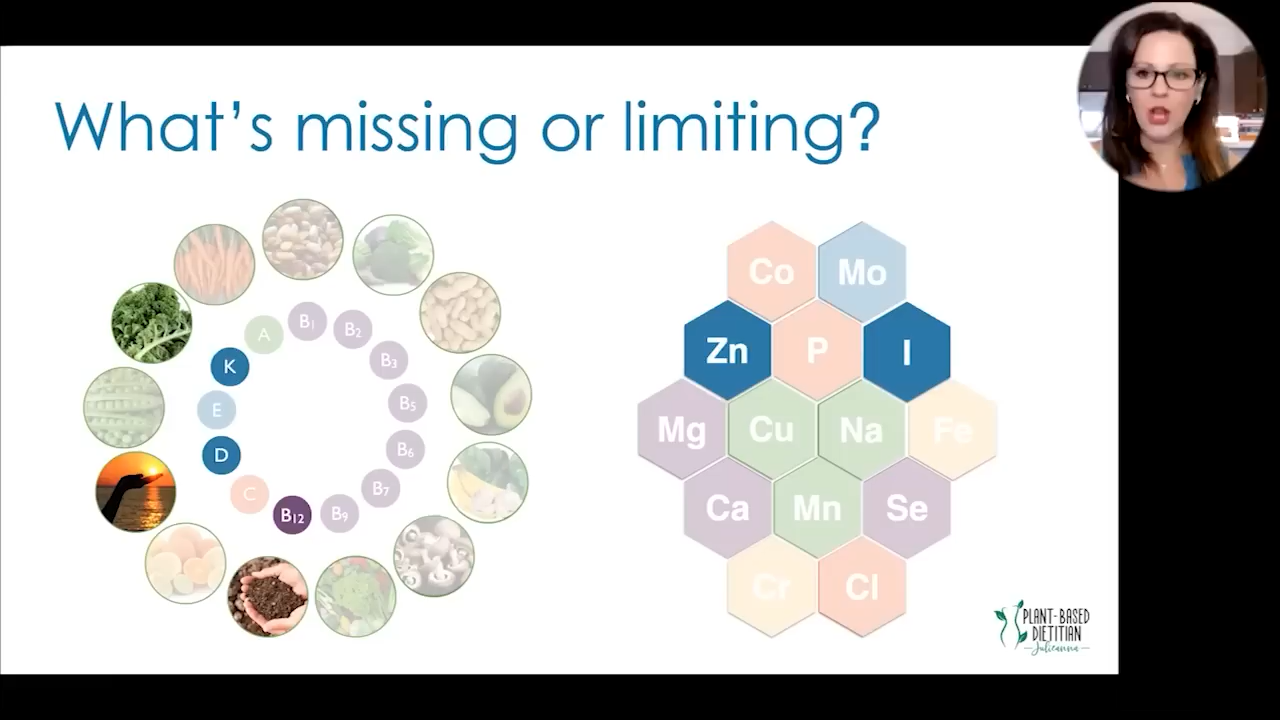 What's missing or limiting?
A
B1
B2
B3
B5
B6
B7
B9
B12
C
D
E
K
Co Mo
Zn P I
Mg Cu Na Fe
Ca Mn Se
Cr Cl
PLANT-BASED
DIETITIAN
Julieanna